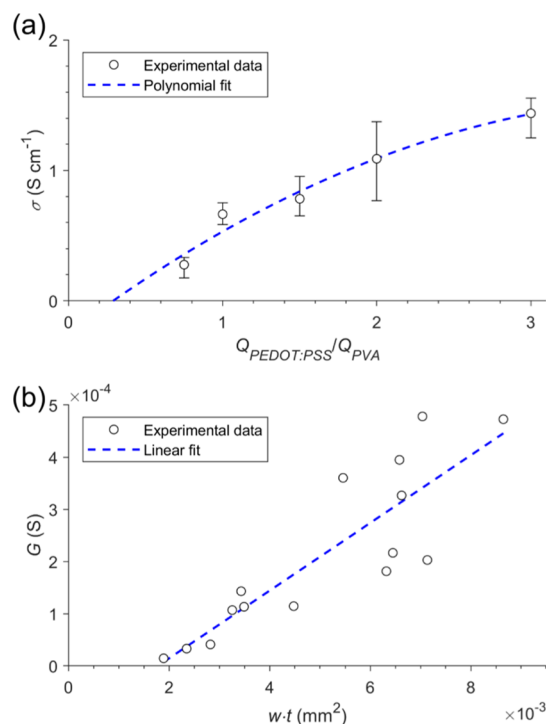 (a)
2
Experimental data
Polynomial fit
σ (S cm⁻¹)
1
0
0 1 2 3
Q_PEDOT:PSS/Q_PVA
(b)
×10⁻⁴
5
Experimental data
Linear fit
4
3
G (S)
2
1
0
0 2 4 6 8
w·t (mm²) ×10⁻³